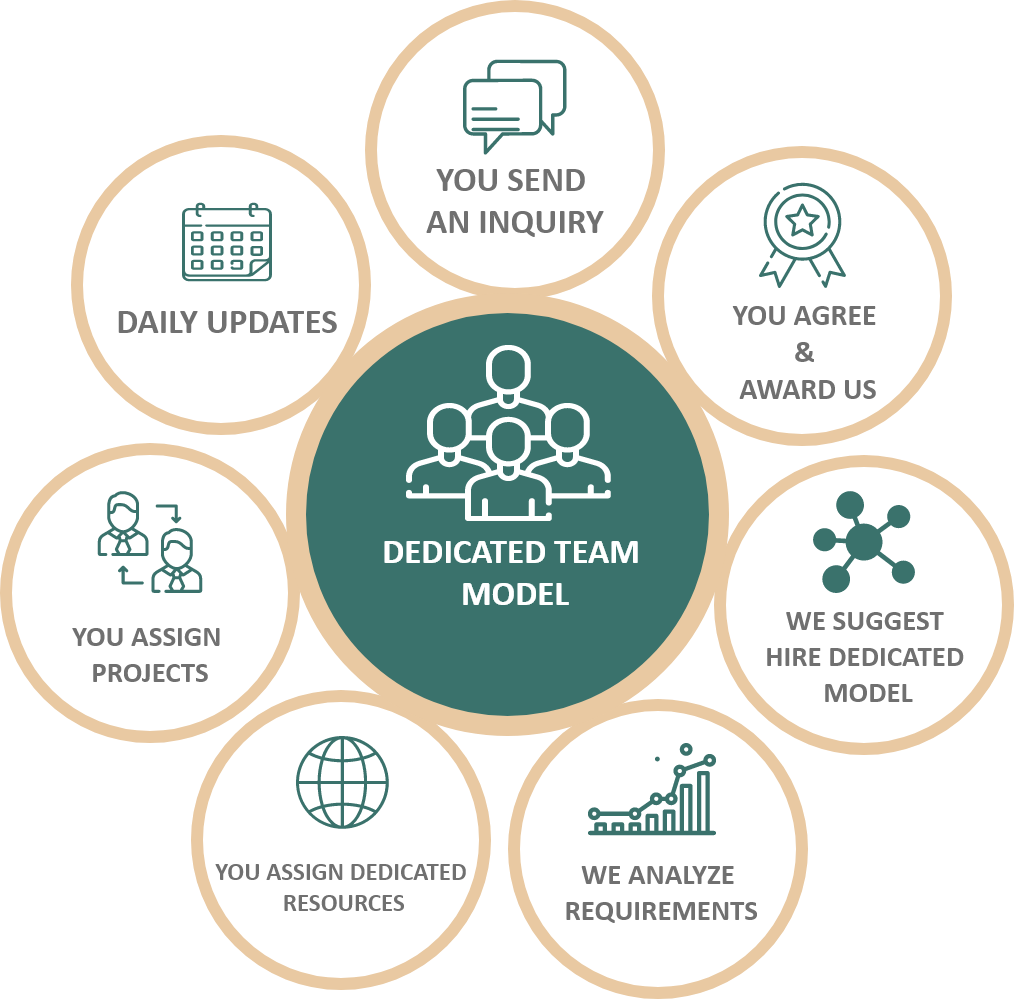 YOU SEND
AN INQUIRY
YOU AGREE
&
AWARD US
WE SUGGEST
HIRE DEDICATED
MODEL
WE ANALYZE
REQUIREMENTS
YOU ASSIGN DEDICATED
RESOURCES
YOU ASSIGN
PROJECTS
DAILY UPDATES
DEDICATED TEAM
MODEL